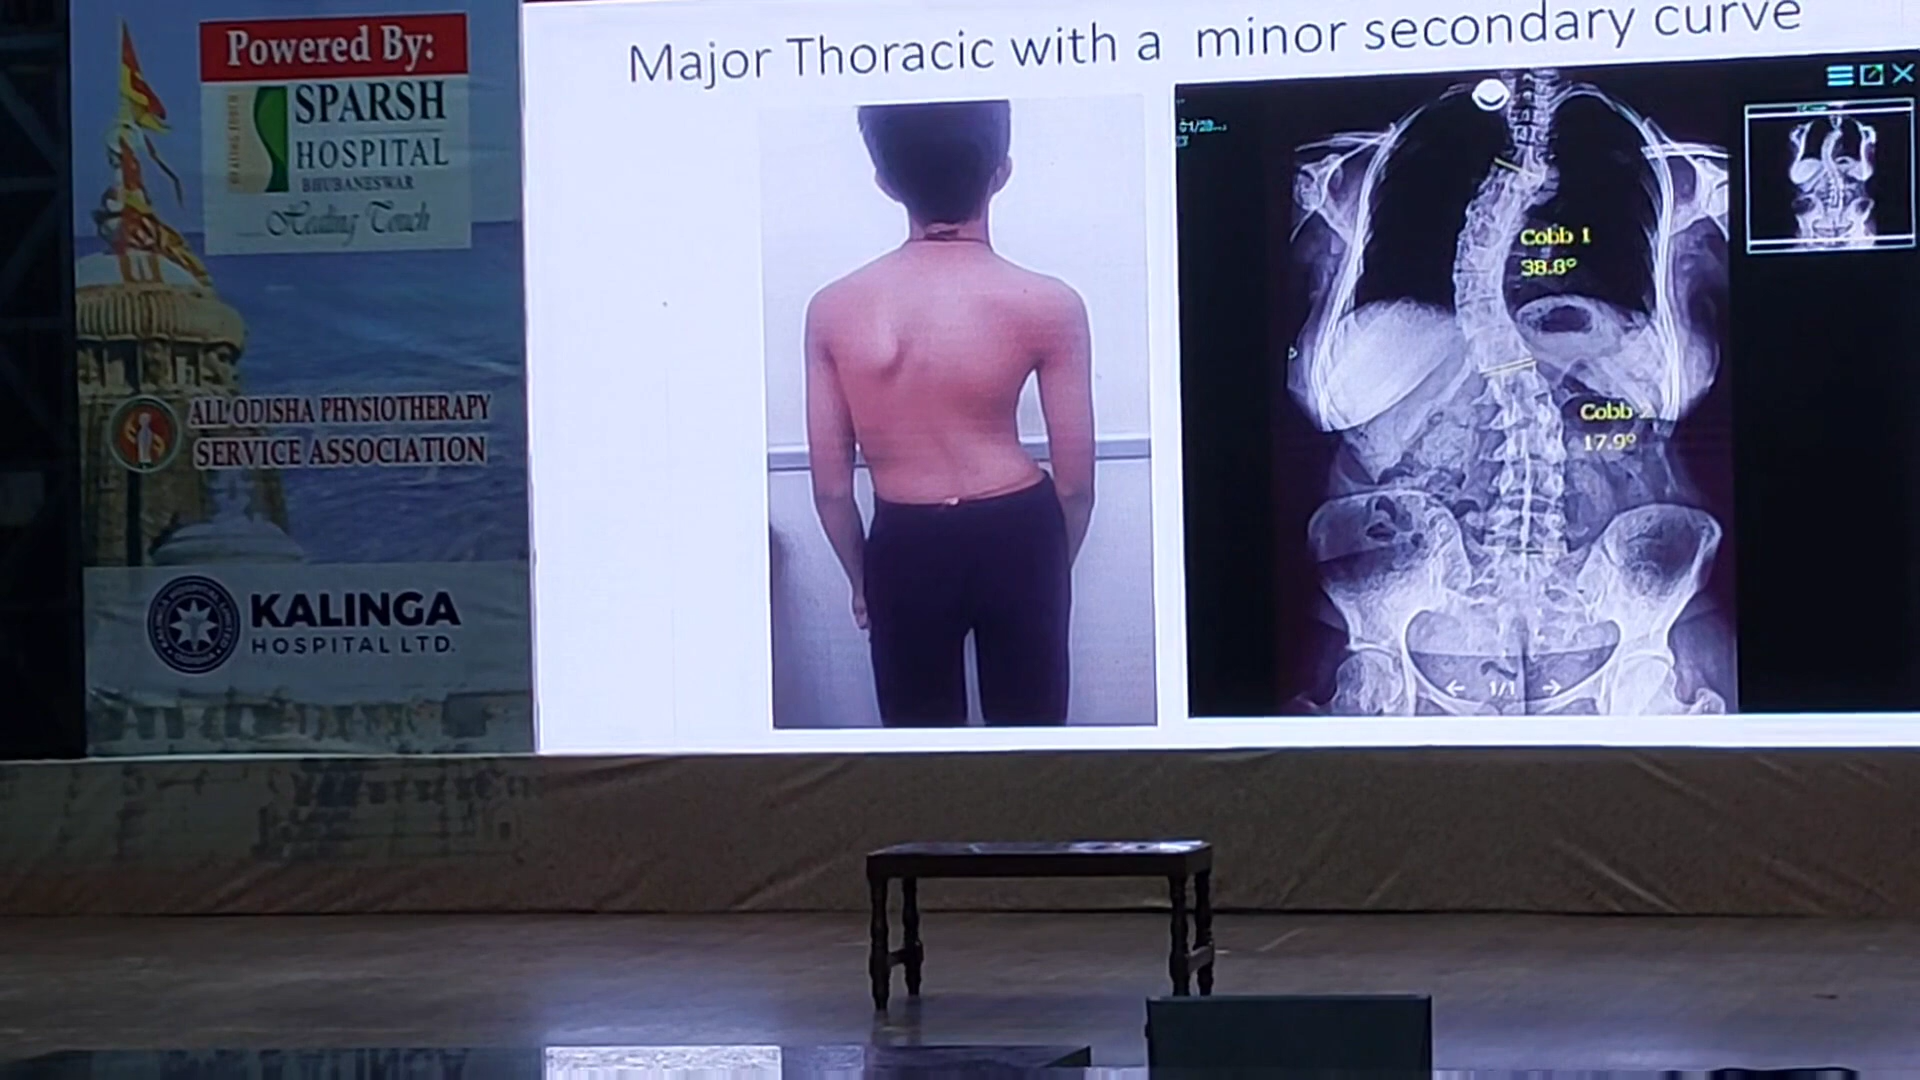 Powered By:
SPARSH
HOSPITAL
BHUBANESWAR
Healing Touch
ALL ODISHA PHYSIOTHERAPY
SERVICE ASSOCIATION
KALINGA
HOSPITAL LTD.
Major Thoracic with a minor secondary curve
Cobb 1
38.8°
Cobb 2
17.9°
1/1